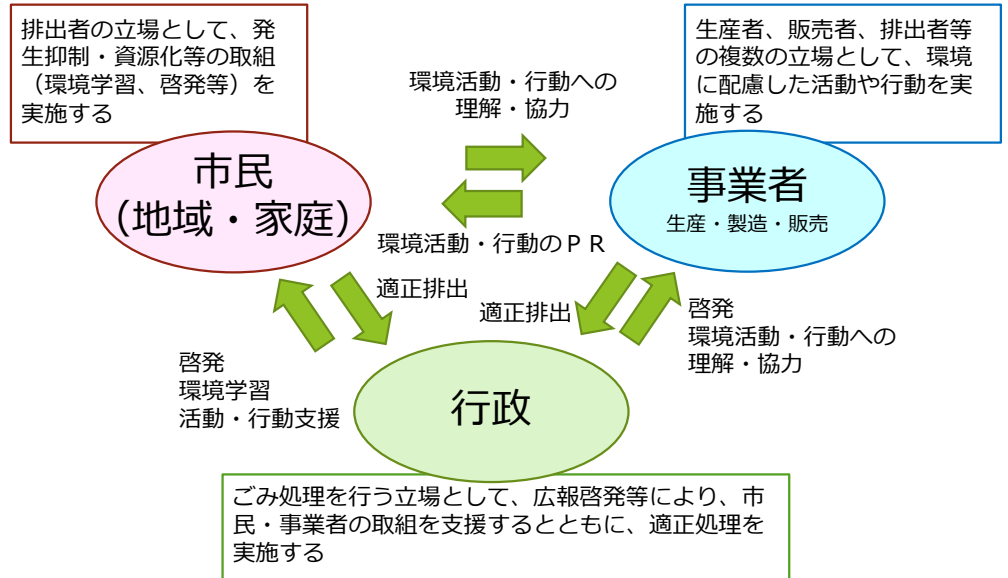 排出者の立場として、発
生抑制・資源化等の取組
（環境学習、啓発等）を
実施する
生産者、販売者、排出者等
の複数の立場として、環境
に配慮した活動や行動を実
施する
環境活動・行動への
理解・協力
市民
（地域・家庭）
事業者
生産・製造・販売
環境活動・行動のＰＲ
適正排出
適正排出
啓発
環境活動・行動への
理解・協力
啓発
環境学習
活動・行動支援
行政
ごみ処理を行う立場として、広報啓発等により、市
民・事業者の取組を支援するとともに、適正処理を
実施する